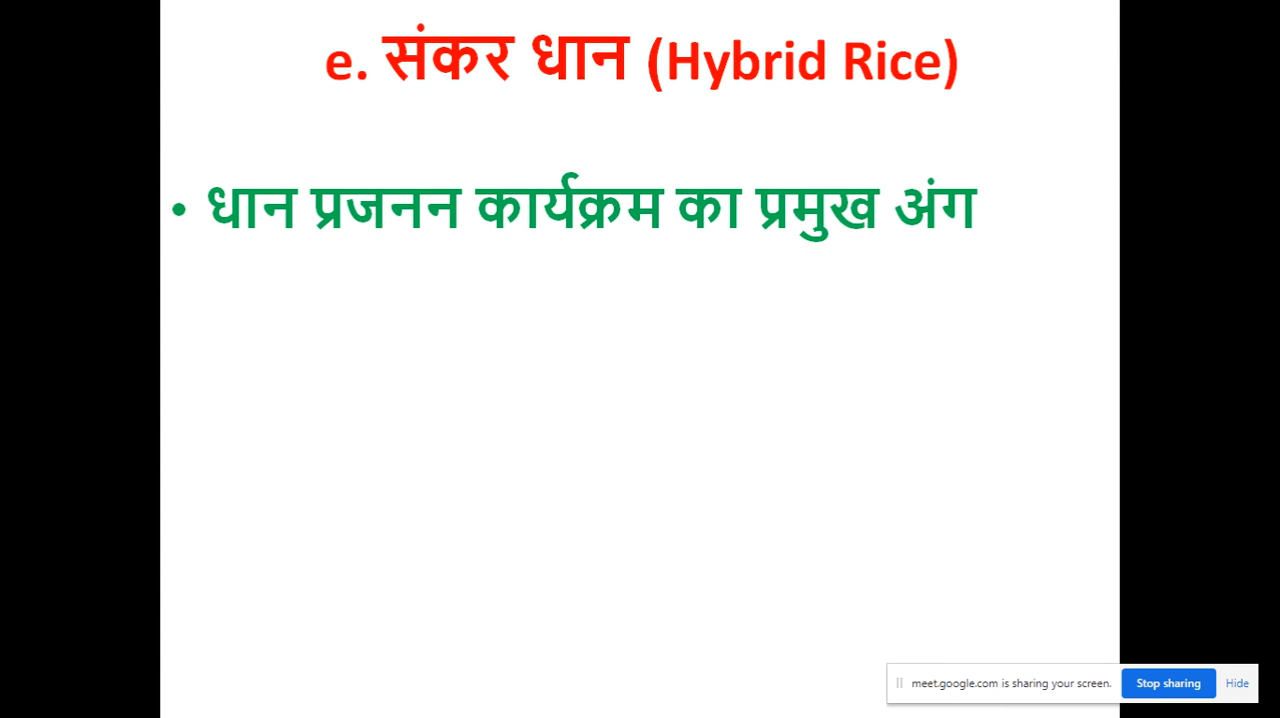 e. संकर धान (Hybrid Rice)
• धान प्रजनन कार्यक्रम का प्रमुख अंग
meet.google.com is sharing your screen. Stop sharing Hide